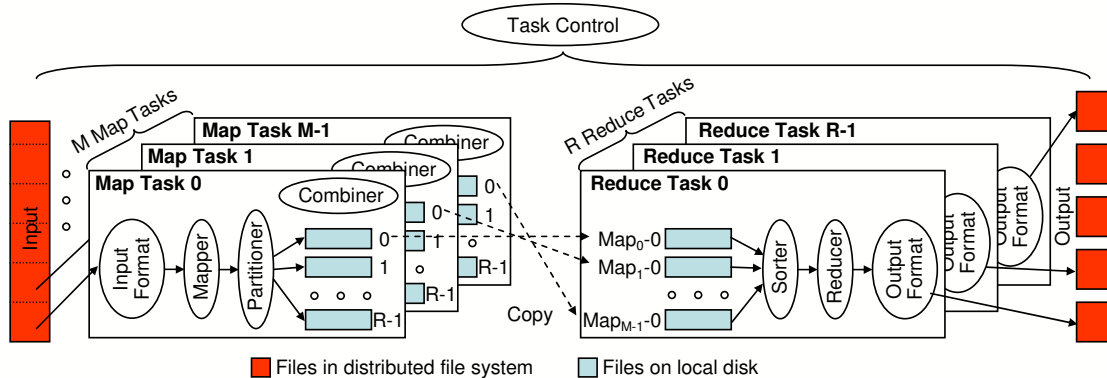 Task Control
M Map Tasks
R Reduce Tasks
Map Task M-1
Combiner
0
1
R-1
Map Task 1
Combiner
0
1
R-1
Map Task 0
Combiner
Input
Input Format
Mapper
Partitioner
0
1
R-1
Copy
Reduce Task R-1
Output Format
Reduce Task 1
Output Format
Reduce Task 0
Map0-0
Map1-0
MapM-1-0
Sorter
Reducer
Output Format
Output
Files in distributed file system
Files on local disk